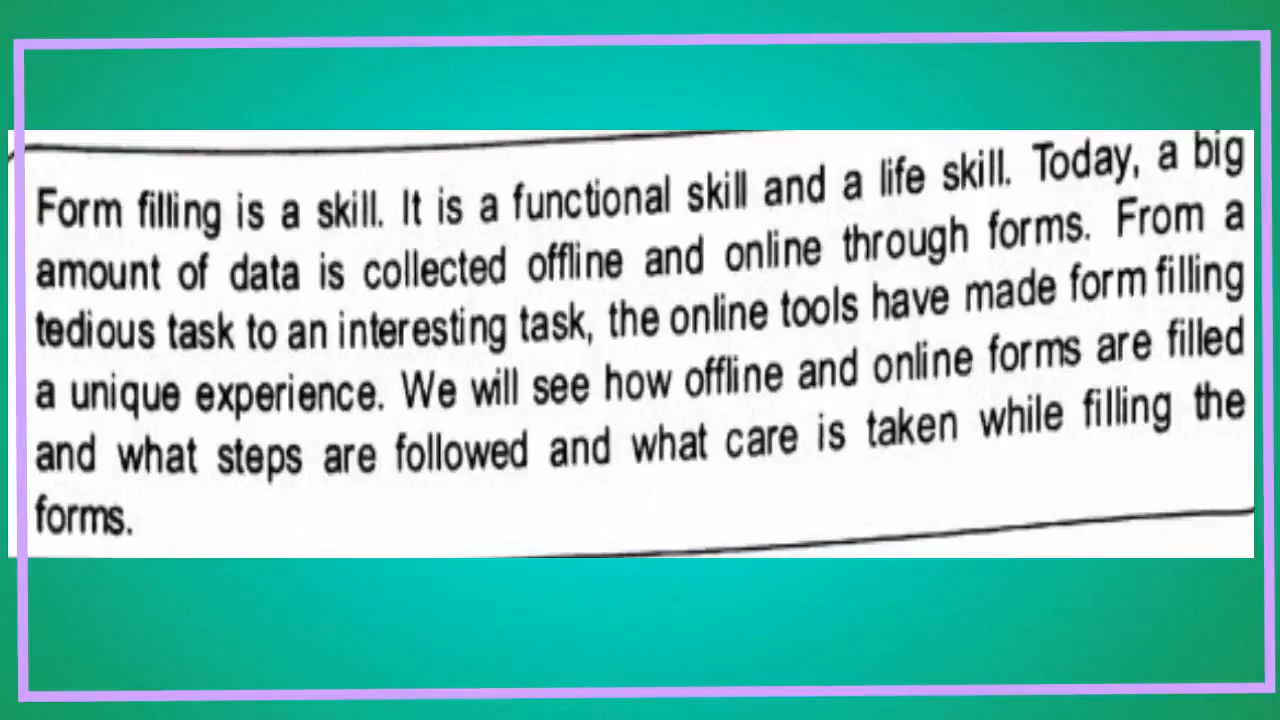 Form filling is a skill. It is a functional skill and a life skill. Today, a big
amount of data is collected offline and online through forms. From a
tedious task to an interesting task, the online tools have made form filling
a unique experience. We will see how offline and online forms are filled
and what steps are followed and what care is taken while filling the
forms.